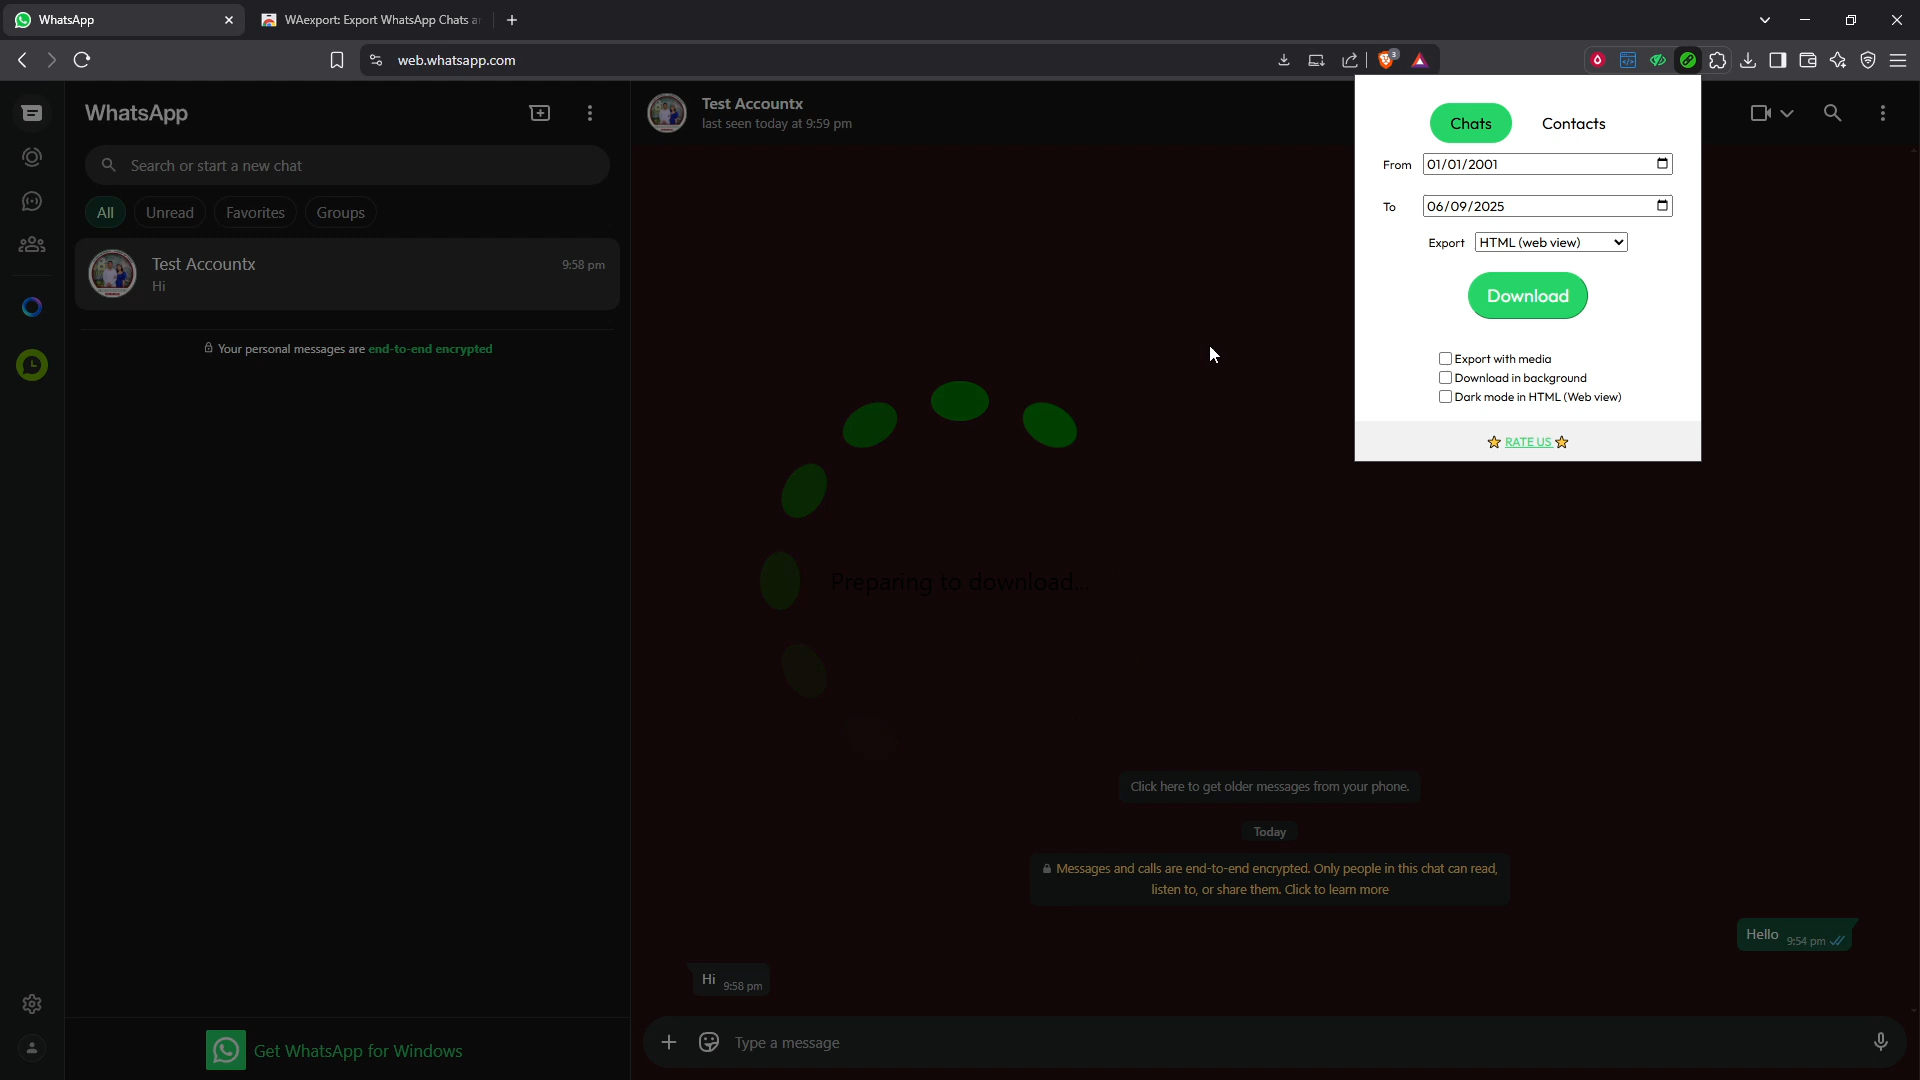 WhatsApp
WAexport: Export WhatsApp Chats a
web.whatsapp.com
3
WhatsApp
Search or start a new chat
All
Unread
Favorites
Groups
Test Accountx
9:58 pm
Hi
Your personal messages are end-to-end encrypted
Get WhatsApp for Windows
Test Accountx
last seen today at 9:59 pm
Preparing to download...
Click here to get older messages from your phone.
Today
Messages and calls are end-to-end encrypted. Only people in this chat can read,
listen to, or share them. Click to learn more
Hello 9:54 pm
Hi 9:58 pm
Type a message
Chats
Contacts
From 01/01/2001
To 06/09/2025
Export HTML (web view)
Download
Export with media
Download in background
Dark mode in HTML (Web view)
RATE US